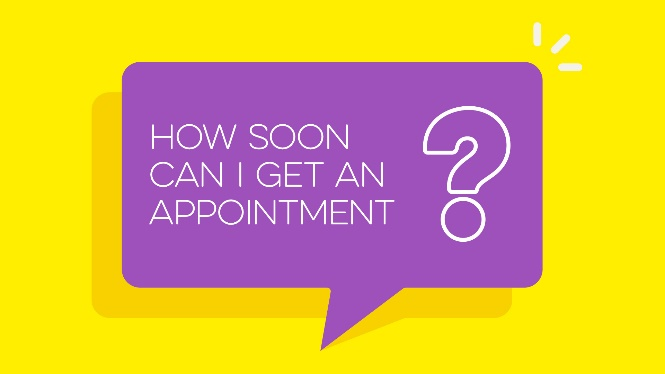 HOW SOON
CAN I GET AN
APPOINTMENT ?